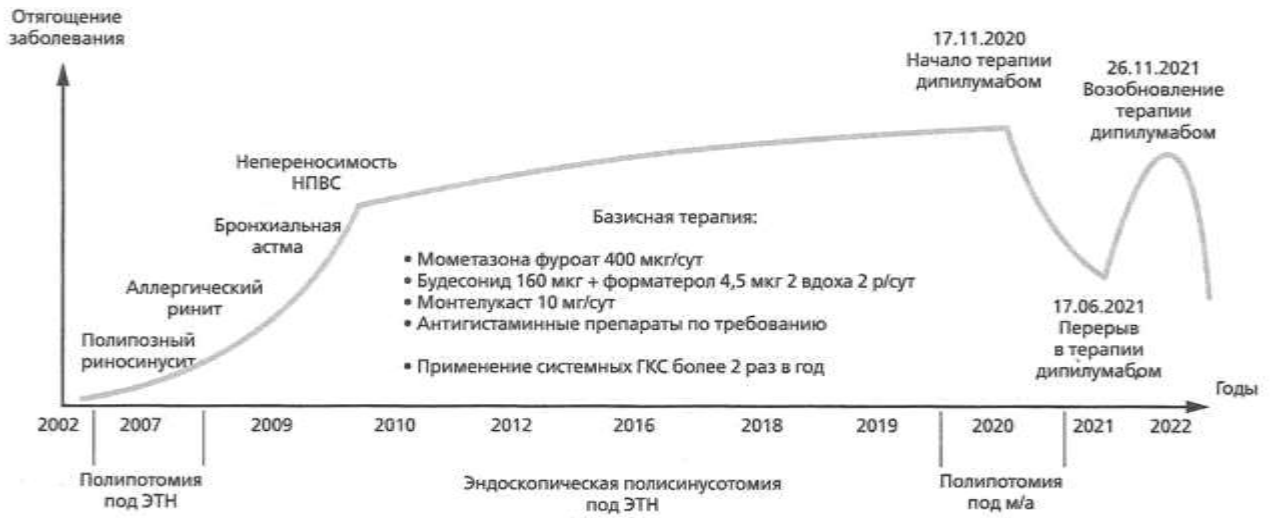 Отягощение
заболевания
17.11.2020
Начало терапии
дипилумабом
26.11.2021
Возобновление
терапии
дипилумабом
Непереносимость
НПВС
Бронхиальная
астма
Аллергический
ринит
Полипозный
риносинусит
Базисная терапия:
• Мометазона фуроат 400 мкг/сут
• Будесонид 160 мкг + форматерол 4,5 мкг 2 вдоха 2 р/сут
• Монтелукаст 10 мг/сут
• Антигистаминные препараты по требованию
• Применение системных ГКС более 2 раз в год
17.06.2021
Перерыв
в терапии
дипилумабом
Годы
2002 2007 2009 2010 2012 2016 2018 2019 2020 2021 2022
Полипотомия
под ЭТН
Эндоскопическая полисинусотомия
под ЭТН
Полипотомия
под м/а